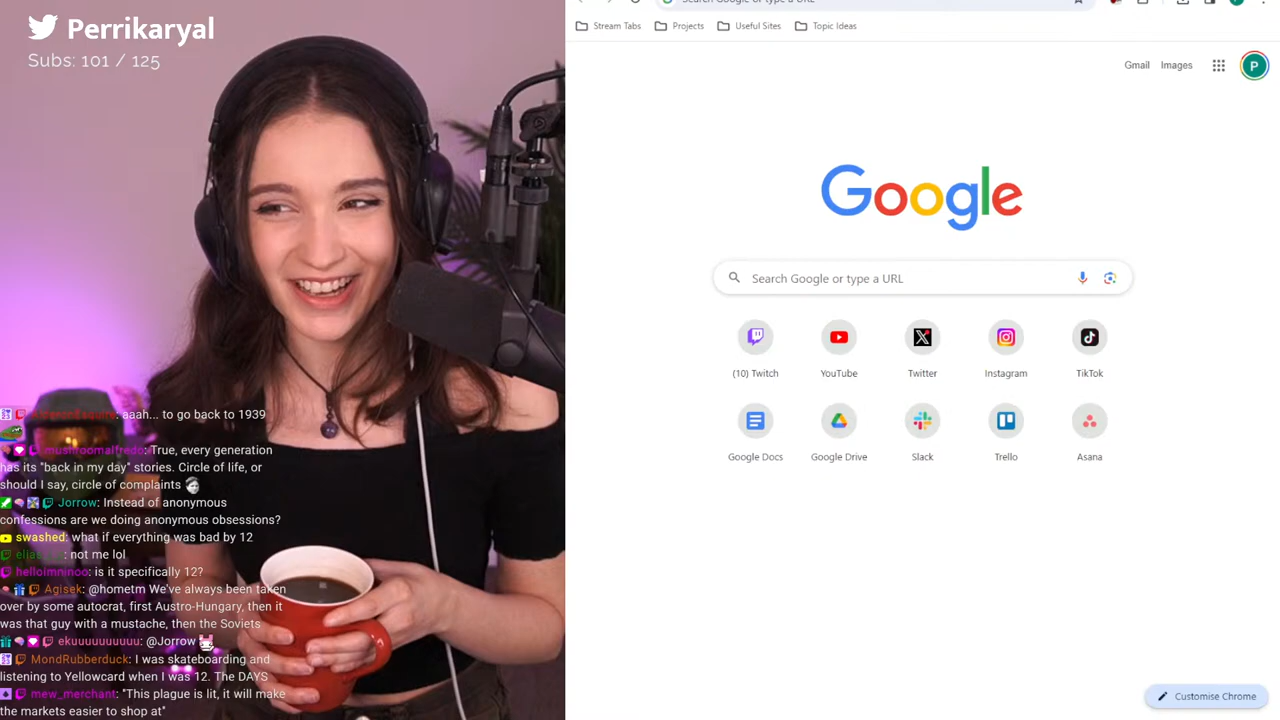 Perrikaryal
Subs: 101 / 125
Search Google or type a URL
Stream Tabs
Projects
Useful Sites
Topic Ideas
Gmail
Images
P
Google
Search Google or type a URL
(10) Twitch
YouTube
Twitter
Instagram
TikTok
Google Docs
Google Drive
Slack
Trello
Asana
Customise Chrome
: aaah... to go back to 1939
mushroomalfredo: True, every generation
has its "back in my day" stories. Circle of life, or
should I say, circle of complaints
Jorrow: Instead of anonymous
confessions are we doing anonymous obsessions?
swashed: what if everything was bad by 12
: not me lol
helloimninoo: is it specifically 12?
Agisek: @hometm We've always been taken
over by some autocrat, first Austro-Hungary, then it
was that guy with a mustache, then the Soviets
ekuuuuuuuuu: @Jorrow
MondRubberduck: I was skateboarding and
listening to Yellowcard when I was 12. The DAYS
mew_merchant: "This plague is lit, it will make
the markets easier to shop at"